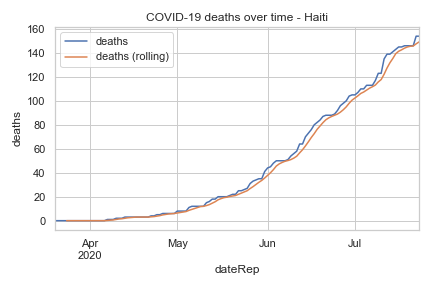 COVID-19 deaths over time - Haiti
deaths
deaths (rolling)
160
140
120
100
80
60
40
20
0
deaths
Apr
2020
May
Jun
Jul
dateRep